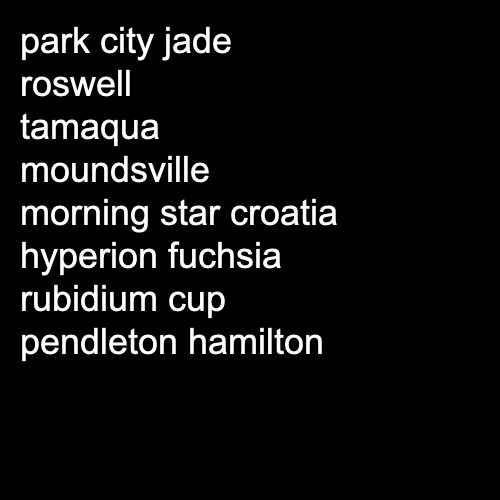 park city jade
roswell
tamaqua
moundsville
morning star croatia
hyperion fuchsia
rubidium cup
pendleton hamilton